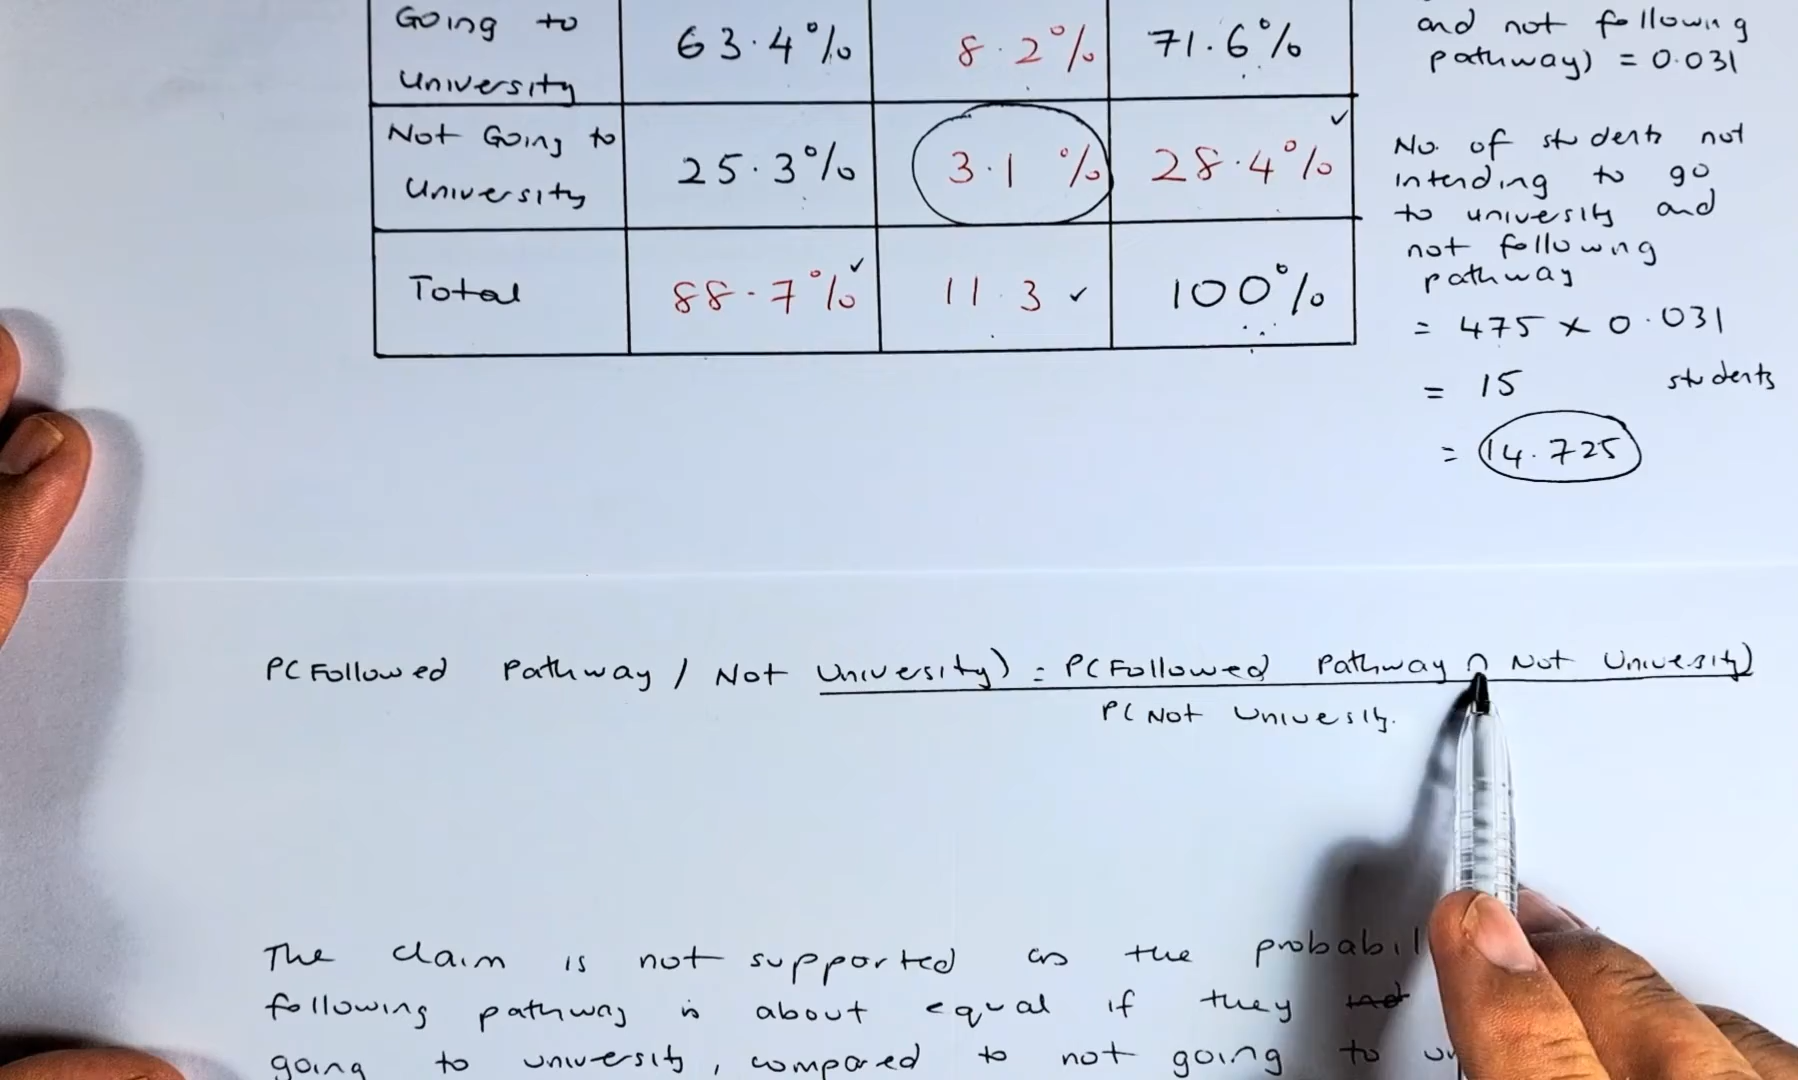 Going to
University
63.4%
8.2%
71.6%
Not Going to
University
25.3%
3.1 %
28.4%
Total
88.7%
11.3
100%
and not following
pathway) = 0.031
No. of students not
intending to go
to university and
not following
pathway
= 475 x 0.031
= 15 students
= 14.725
P(Followed Pathway / Not University) = P(Followed Pathway ∩ Not University)
P(Not University.
The claim is not supported as the probabil
following pathway is about equal if they
going to university, compared to not going to